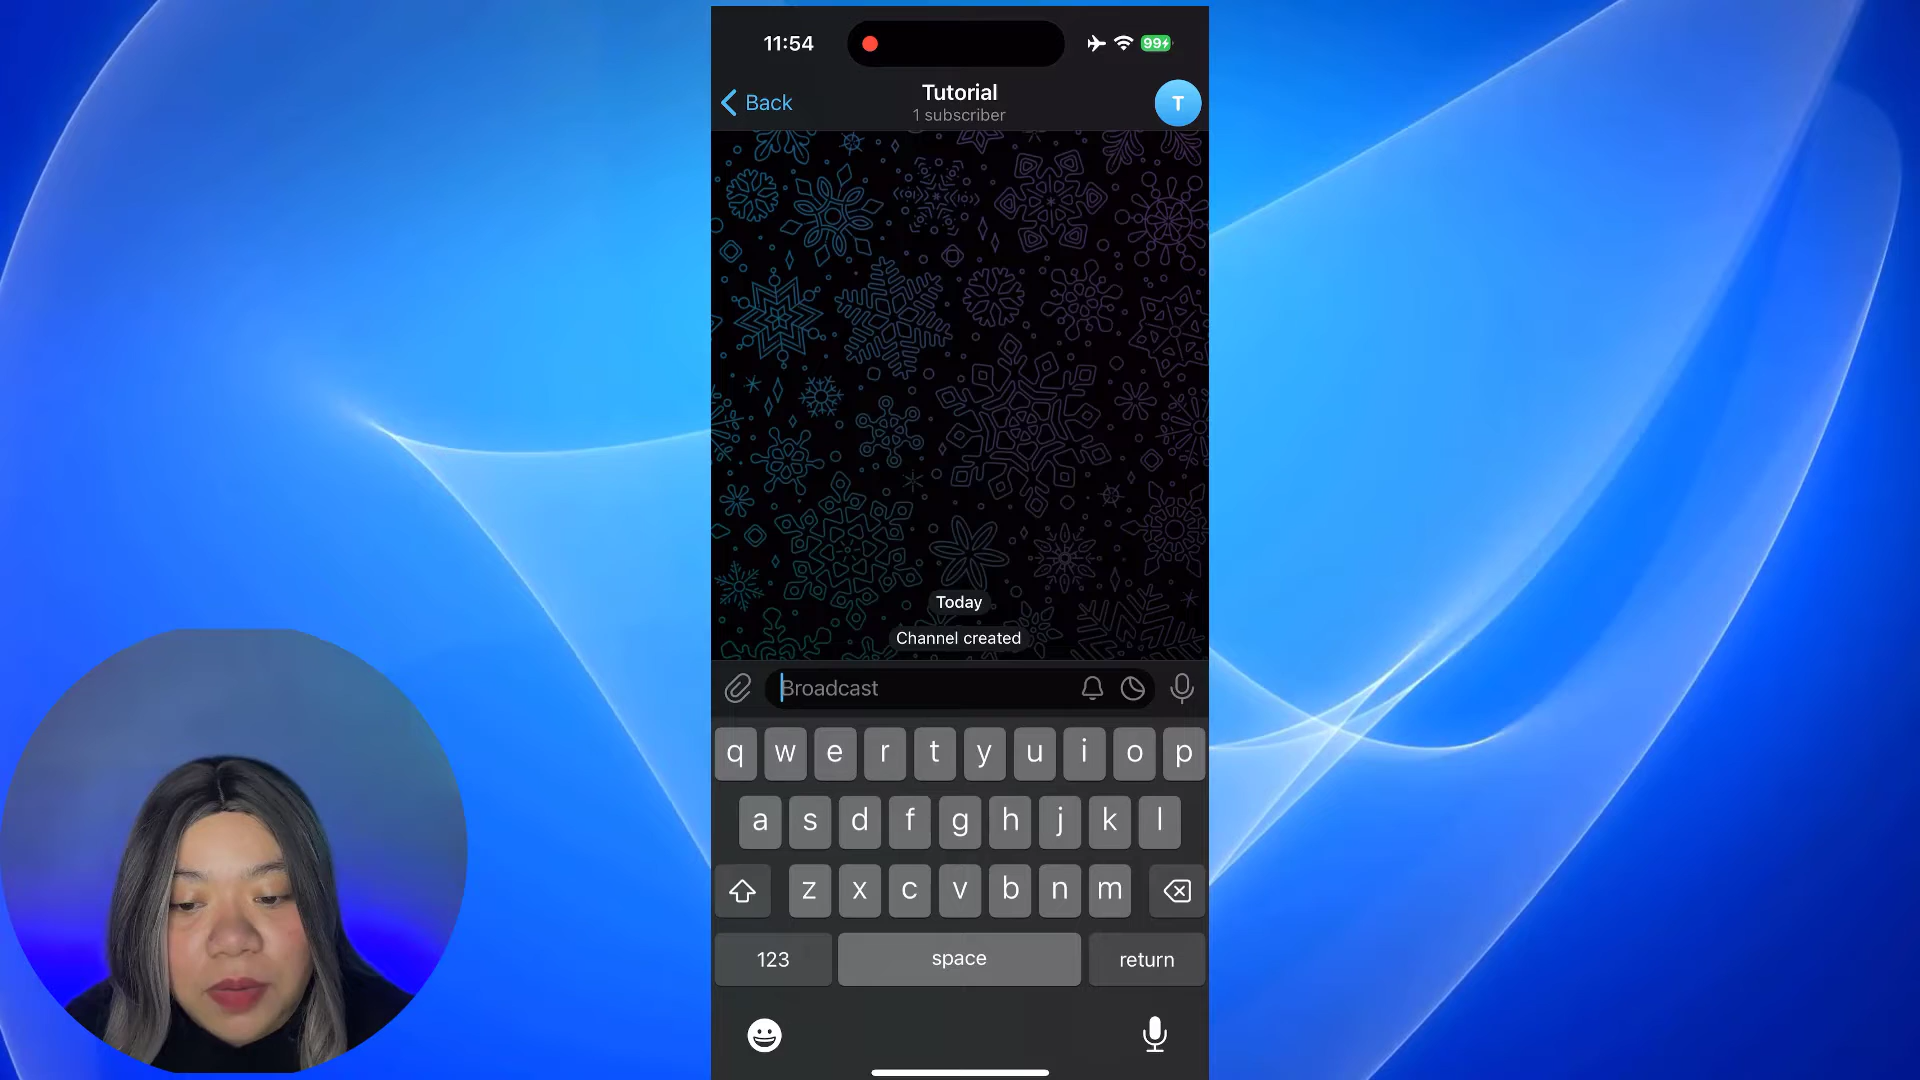 11:54
99
Back
Tutorial
1 subscriber
T
Today
Channel created
Broadcast
q w e r t y u i o p
a s d f g h j k l
z x c v b n m
123
space
return